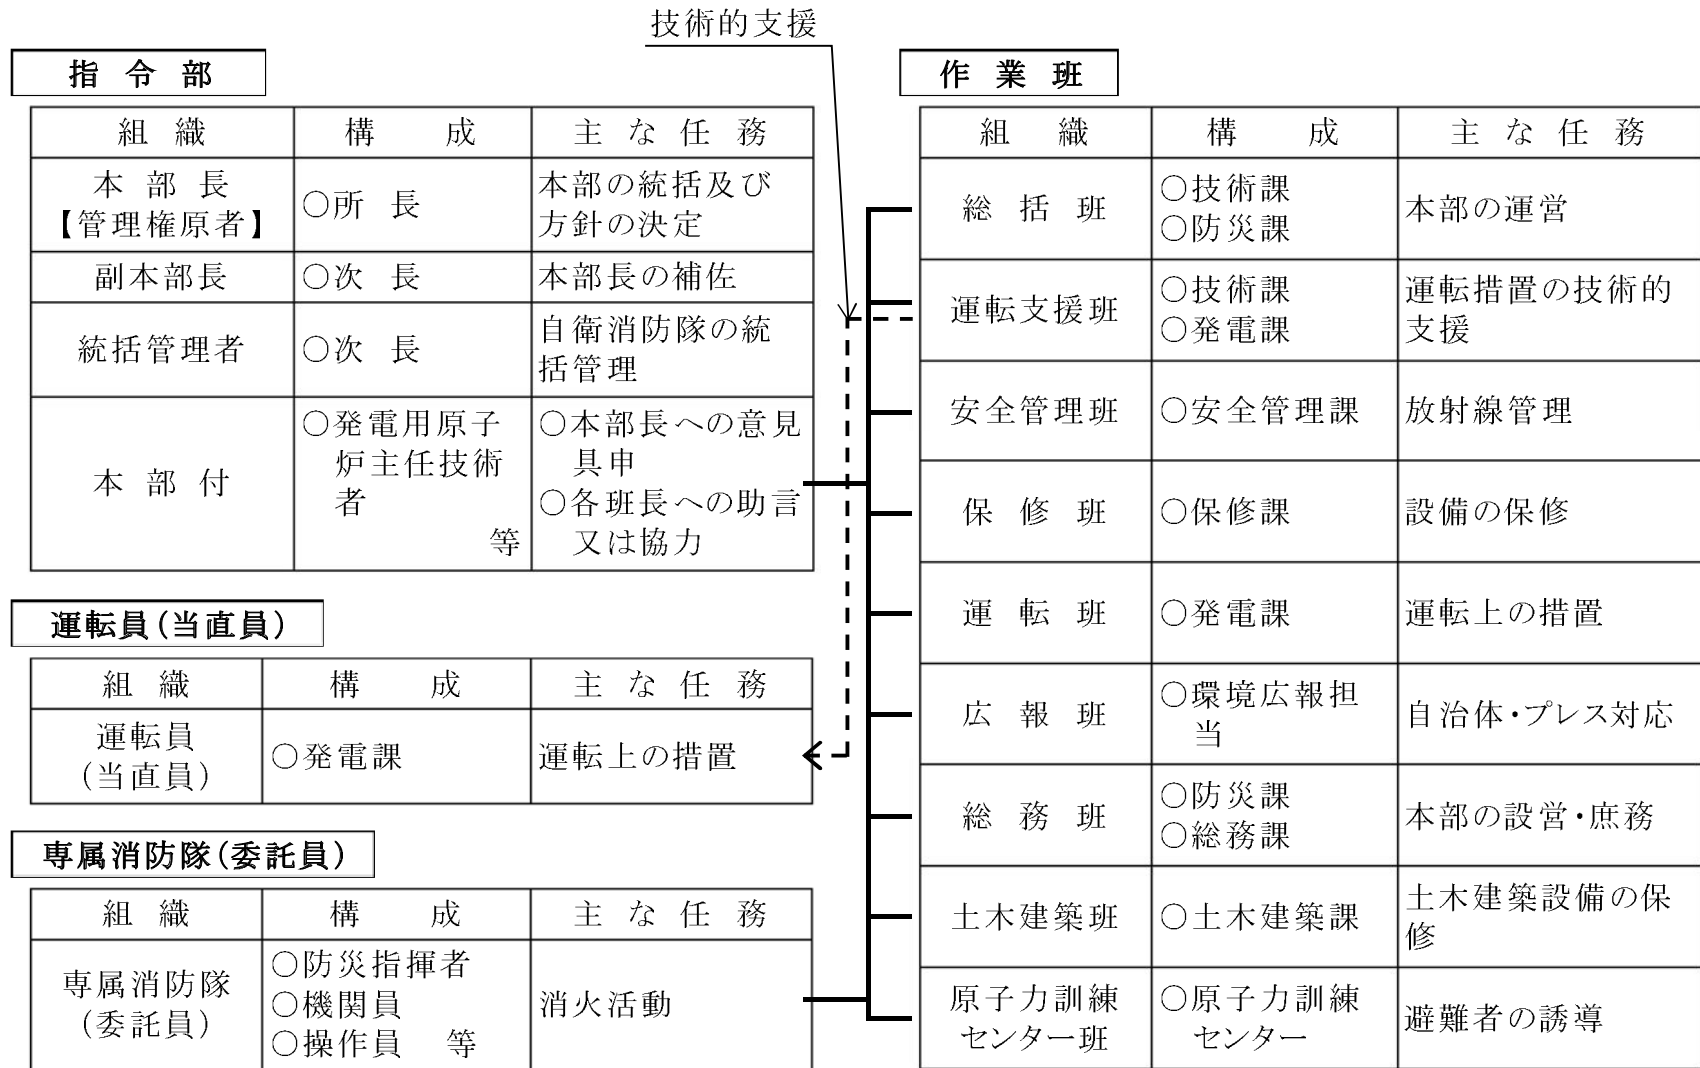 技術的支援
指令部
組織 構成 主な任務
本部長
【管理権原者】
○所長
本部の統括及び
方針の決定
副本部長 ○次長 本部長の補佐
統括管理者 ○次長
自衛消防隊の統
括管理
本部付
○発電用原子
炉主任技術
者
等
○本部長への意見
具申
○各班長への助言
又は協力
運転員(当直員)
組織 構成 主な任務
運転員
(当直員)
○発電課 運転上の措置
専属消防隊(委託員)
組織 構成 主な任務
専属消防隊
(委託員)
○防災指揮者
○機関員
○操作員 等
消火活動
作業班
組織 構成 主な任務
総括班
○技術課
○防災課
本部の運営
運転支援班
○技術課
○発電課
運転措置の技術的
支援
安全管理班 ○安全管理課 放射線管理
保修班 ○保修課 設備の保修
運転班 ○発電課 運転上の措置
広報班
○環境広報担
当
自治体・プレス対応
総務班
○防災課
○総務課
本部の設営・庶務
土木建築班 ○土木建築課
土木建築設備の保
修
原子力訓練
センター班
○原子力訓練
センター
避難者の誘導